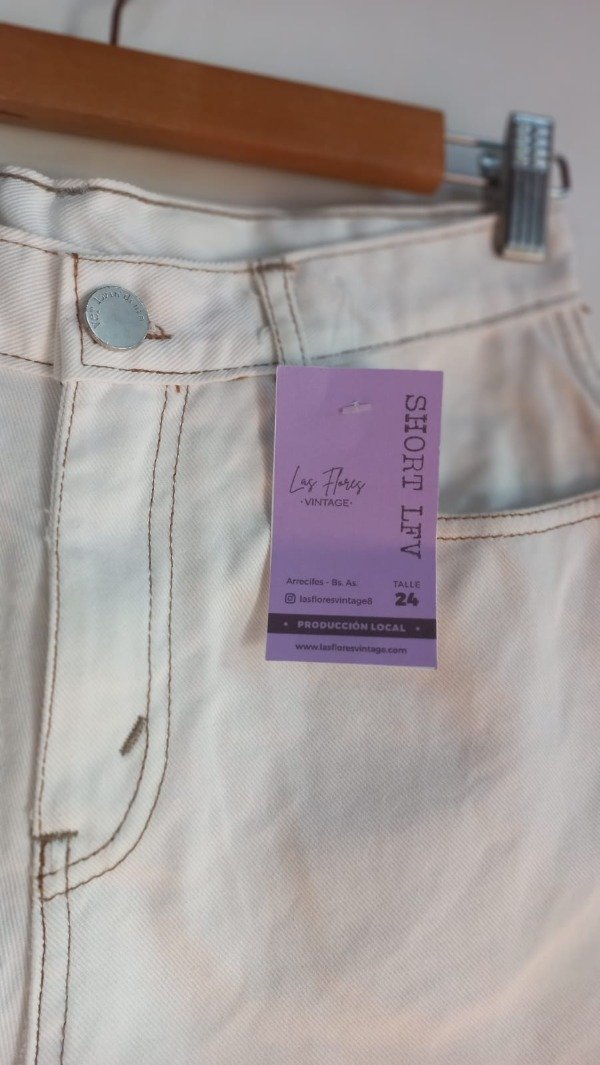 Las Flores
• VINTAGE •
SHORT LFV
Arrecifes - Bs. As.
lasfloresvintage8
TALLE
24
• PRODUCCIÓN LOCAL •
www.lasfloresvintage.com